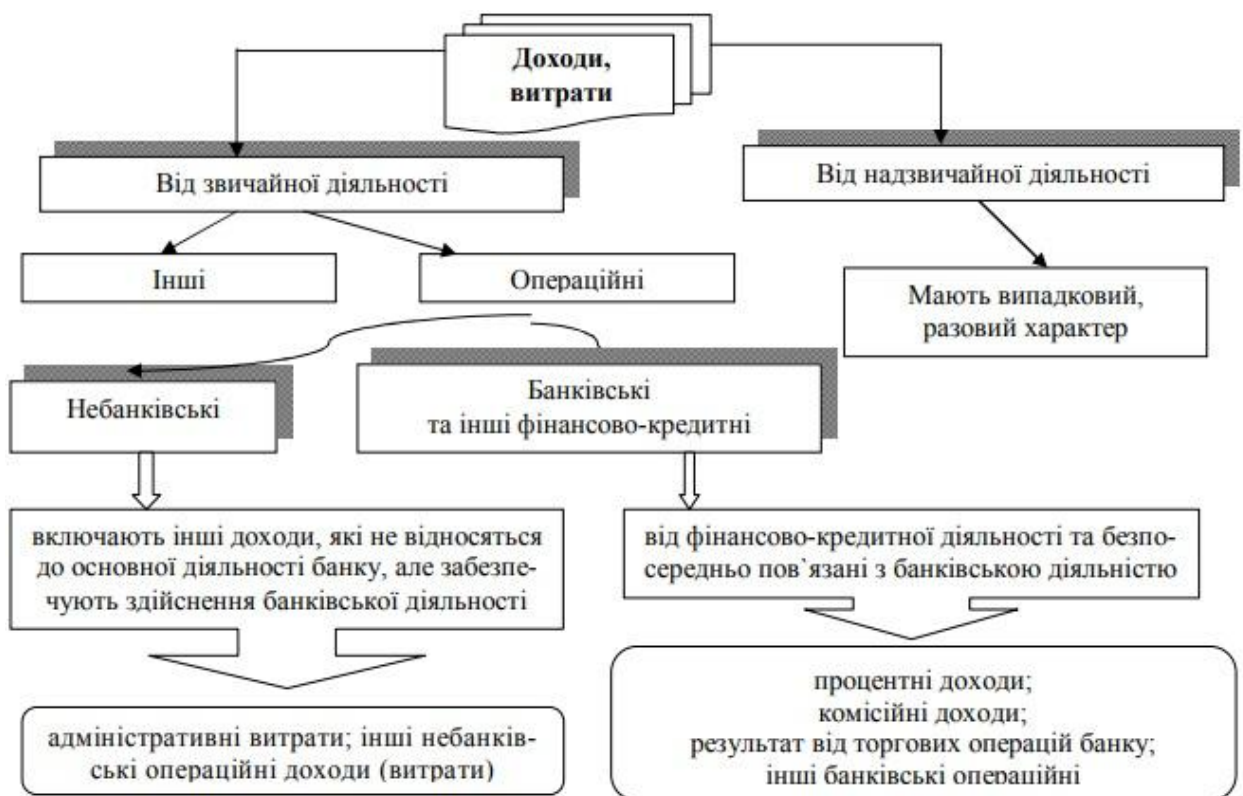 Доходи,
витрати
Від звичайної діяльності
Від надзвичайної діяльності
Інші
Операційні
Мають випадковий,
разовий характер
Небанківські
Банківські
та інші фінансово-кредитні
включають інші доходи, які не відносяться
до основної діяльності банку, але забезпе-
чують здійснення банківської діяльності
від фінансово-кредитної діяльності та безпо-
середньо пов`язані з банківською діяльністю
адміністративні витрати; інші небанків-
ські операційні доходи (витрати)
процентні доходи;
комісійні доходи;
результат від торгових операцій банку;
інші банківські операційні